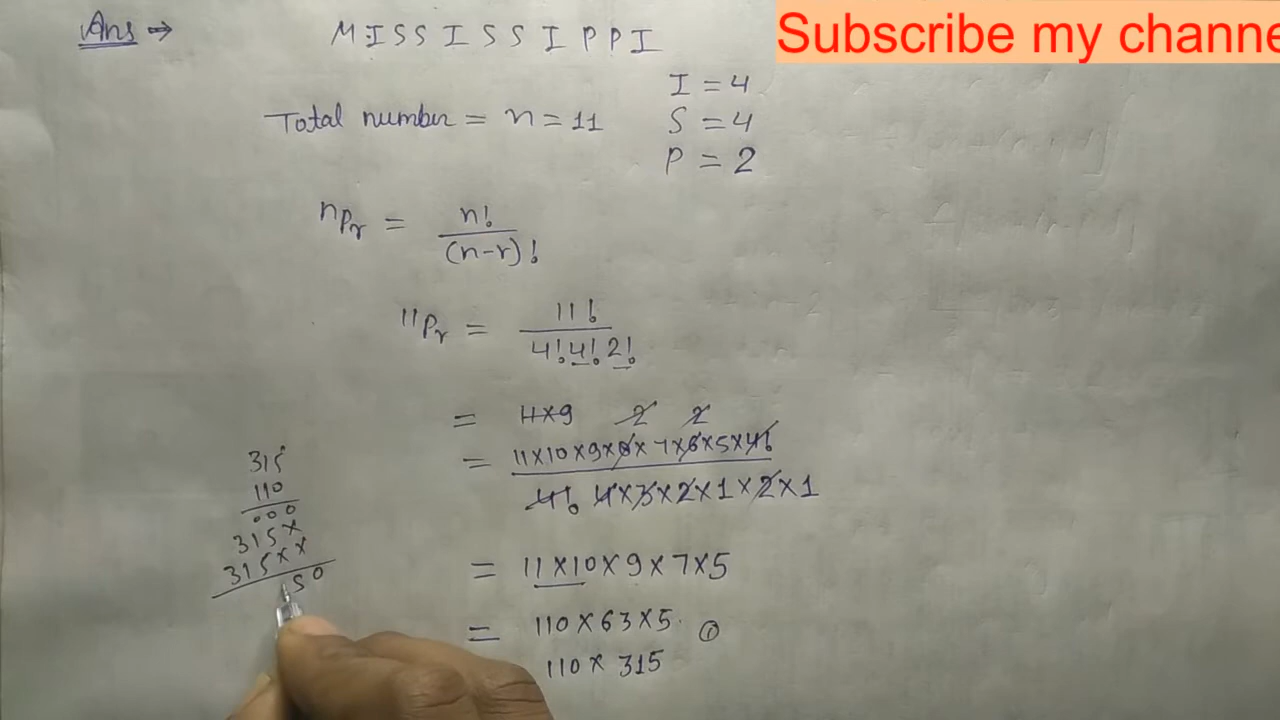 Ans ⇒ MISSISSIPPI
Subscribe my channe
I = 4
Total number = n = 11
S = 4
P = 2
nPr = n! / (n-r)!
11Pr = 11! / 4! 4! 2!
= 11×9 2 2
= 11×10×9×8×7×6×5×4! / 4! 4×3×2×1×2×1
= 11×10×9×7×5
= 110×63×5
110×315
315
110
000
315×
315××
50